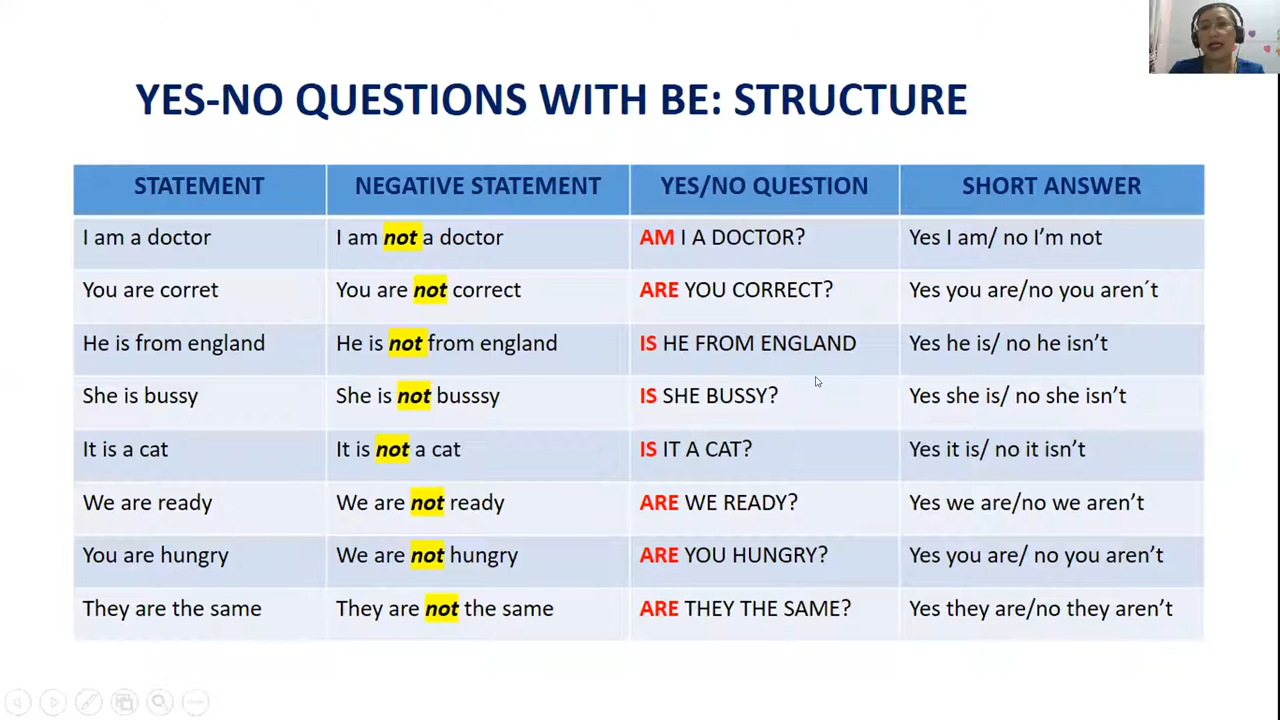 YES-NO QUESTIONS WITH BE: STRUCTURE
STATEMENT NEGATIVE STATEMENT YES/NO QUESTION SHORT ANSWER
I am a doctor I am not a doctor AM I A DOCTOR? Yes I am/ no I’m not
You are corret You are not correct ARE YOU CORRECT? Yes you are/no you aren´t
He is from england He is not from england IS HE FROM ENGLAND Yes he is/ no he isn’t
She is bussy She is not busssy IS SHE BUSSY? Yes she is/ no she isn’t
It is a cat It is not a cat IS IT A CAT? Yes it is/ no it isn’t
We are ready We are not ready ARE WE READY? Yes we are/no we aren’t
You are hungry We are not hungry ARE YOU HUNGRY? Yes you are/ no you aren’t
They are the same They are not the same ARE THEY THE SAME? Yes they are/no they aren’t